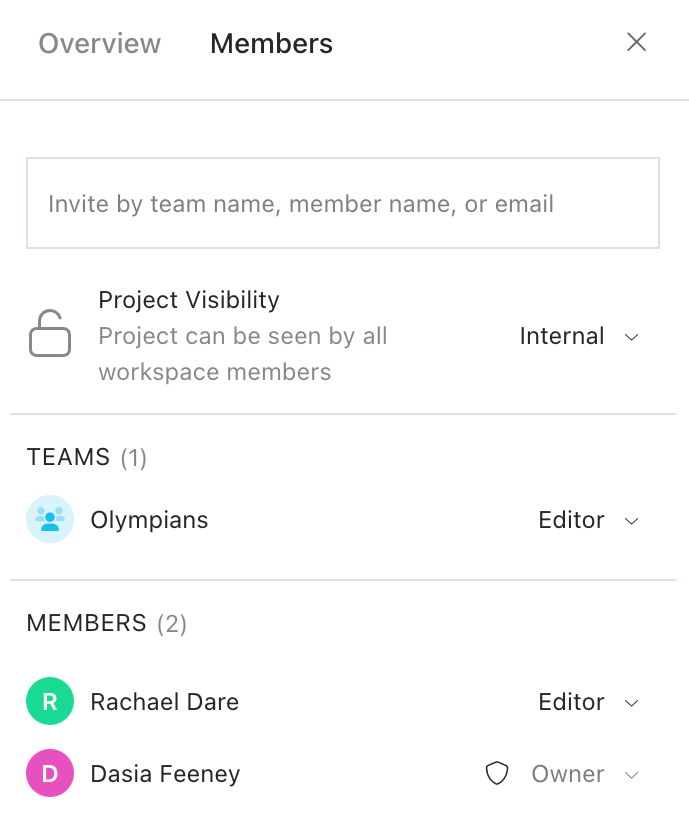 Overview Members
Invite by team name, member name, or email
Project Visibility
Project can be seen by all
workspace members
Internal
TEAMS (1)
Olympians Editor
MEMBERS (2)
R Rachael Dare Editor
D Dasia Feeney Owner